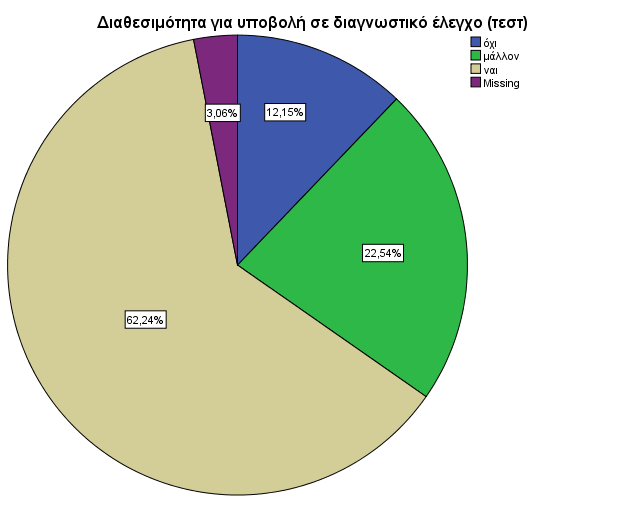 Διαθεσιμότητα για υποβολή σε διαγνωστικό έλεγχο (τεστ)
όχι
μάλλον
ναι
Missing
3,06%
12,15%
22,54%
62,24%